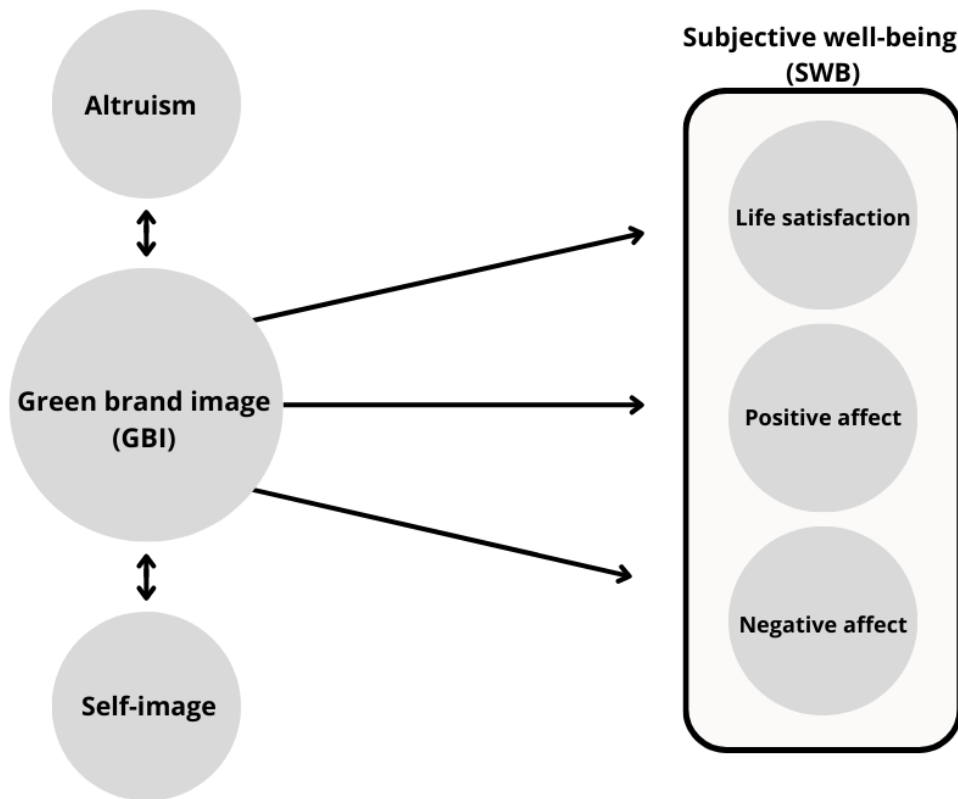 Altruism
Green brand image
(GBI)
Self-image
Subjective well-being
(SWB)
Life satisfaction
Positive affect
Negative affect